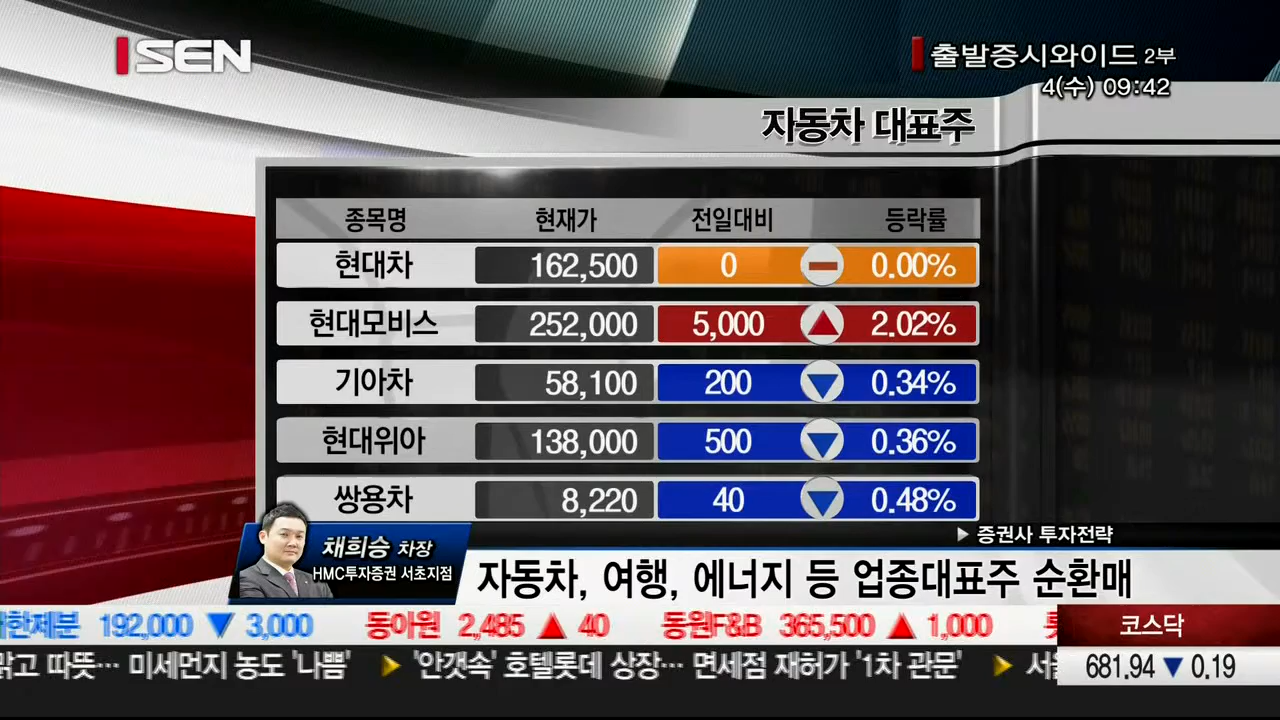 SEN
출발증시와이드 2부
4(수) 09:42
자동차 대표주
종목명 현재가 전일대비 등락률
현대차 162,500 0 0.00%
현대모비스 252,000 5,000 ▲ 2.02%
기아차 58,100 200 ▼ 0.34%
현대위아 138,000 500 ▼ 0.36%
쌍용차 8,220 40 ▼ 0.48%
▶ 증권사 투자전략
채희승 차장
HMC투자증권 서초지점
자동차, 여행, 에너지 등 업종대표주 순환매
한제분 192,000 ▼ 3,000 동아원 2,485 ▲ 40 동원F&B 365,500 ▲ 1,000
코스닥
맑고 따뜻… 미세먼지 농도 '나쁨' ▶ '안갯속' 호텔롯데 상장… 면세점 재허가 '1차 관문' ▶ 서울
681.94 ▼ 0.19